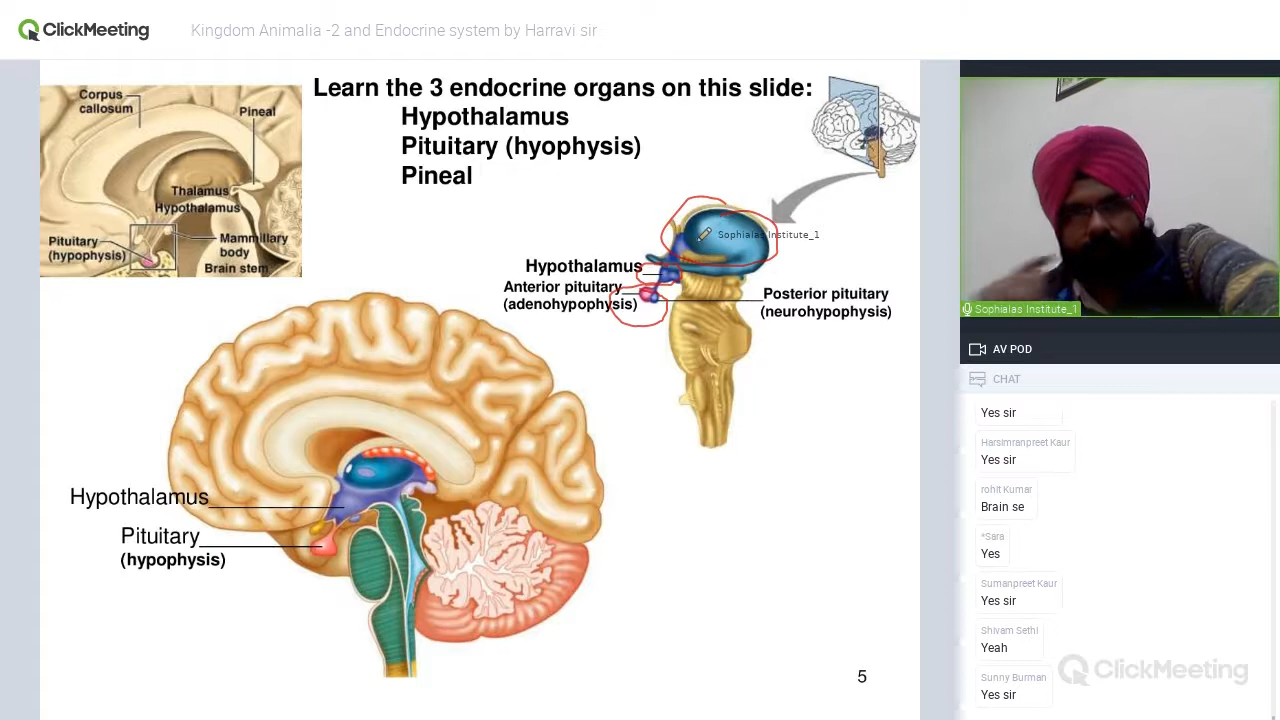 ClickMeeting
Kingdom Animalia -2 and Endocrine system by Harravi sir
Learn the 3 endocrine organs on this slide:
Hypothalamus
Pituitary (hyophysis)
Pineal
Corpus
callosum
Pineal
Thalamus
Hypothalamus
Pituitary
(hypophysis)
Mammillary
body
Brain stem
Sophialas Institute_1
Hypothalamus
Anterior pituitary
(adenohypophysis)
Posterior pituitary
(neurohypophysis)
Hypothalamus
Pituitary
(hypophysis)
5
Sophialas Institute_1
AV POD
CHAT
Yes sir
Harsimranpreet Kaur
Yes sir
rohit Kumar
Brain se
*Sara
Yes
Sumanpreet Kaur
Yes sir
Shivam Sethi
Yeah
Sunny Burman
Yes sir
ClickMeeting